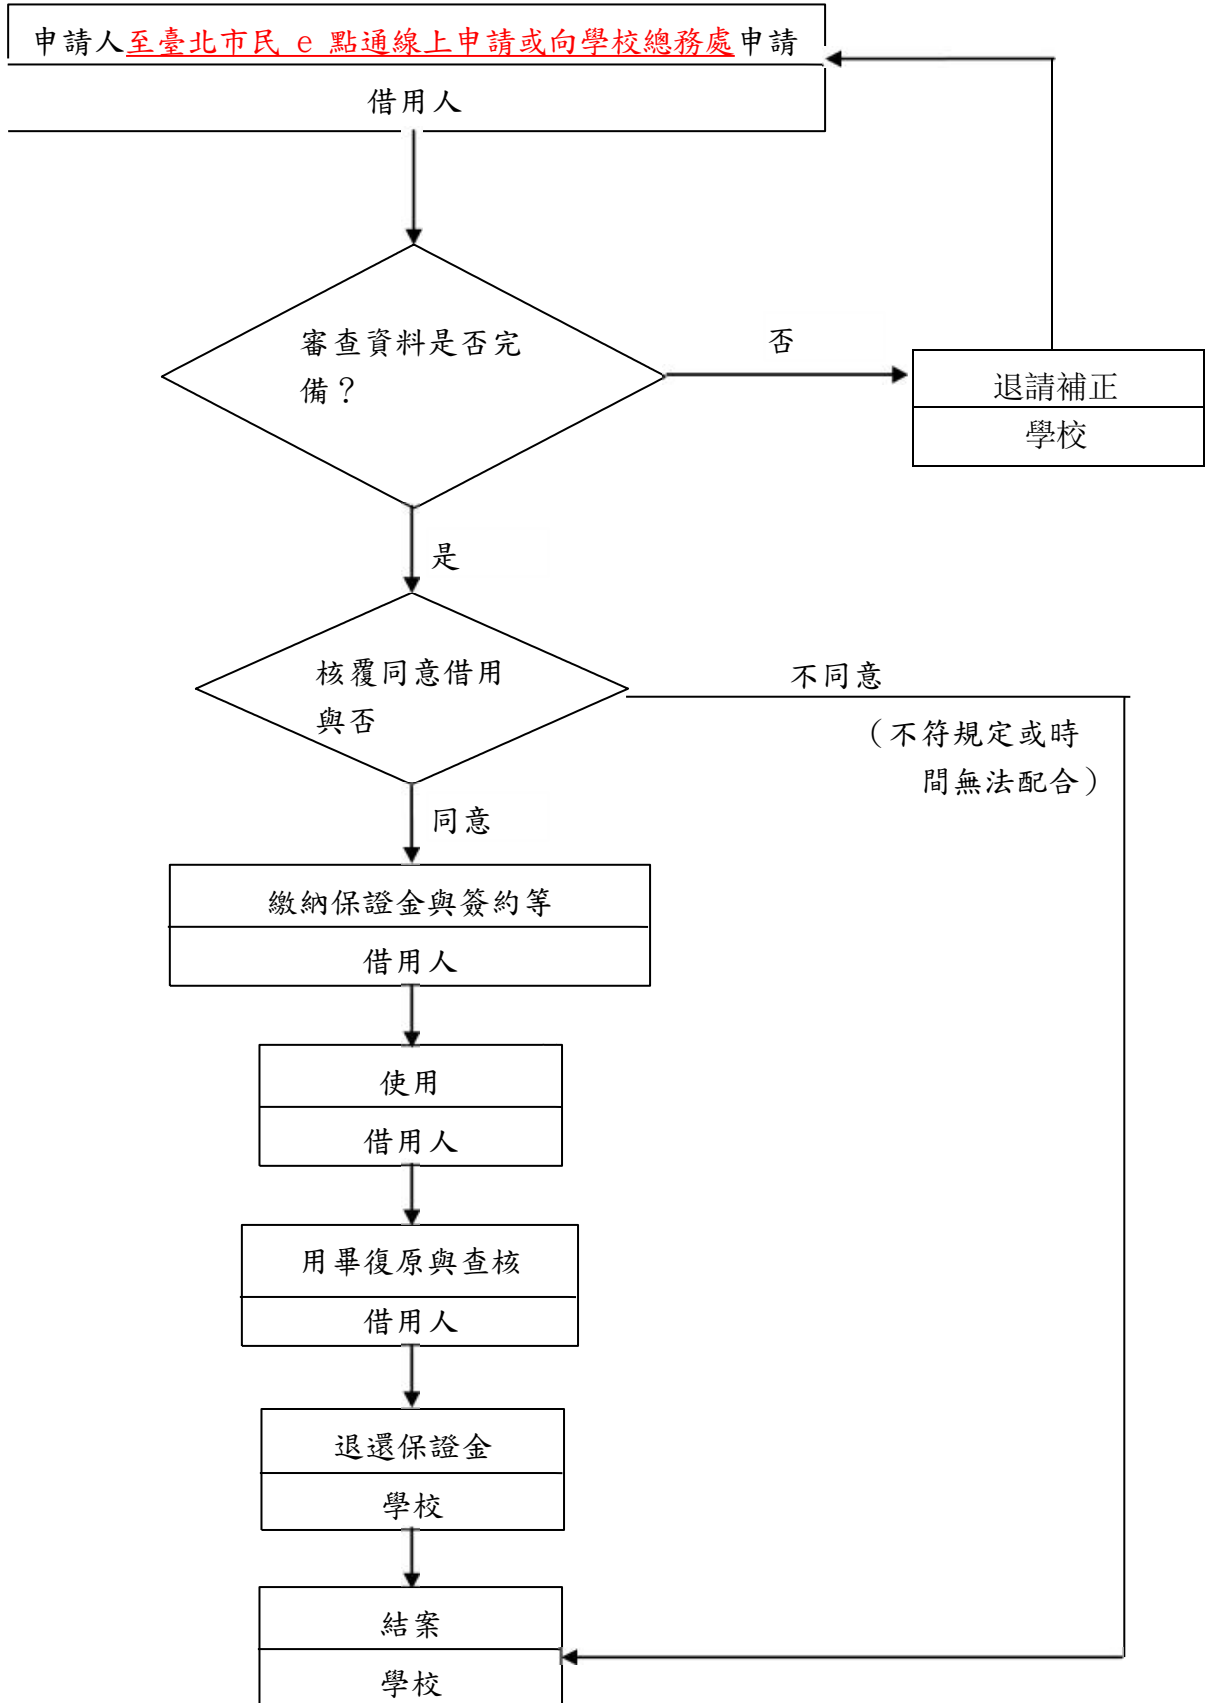 申請人至臺北市民 e 點通線上申請或向學校總務處申請
借用人
審查資料是否完
備？
否
退請補正
學校
是
核覆同意借用
與否
不同意
（不符規定或時
間無法配合）
同意
繳納保證金與簽約等
借用人
使用
借用人
用畢復原與查核
借用人
退還保證金
學校
結案
學校